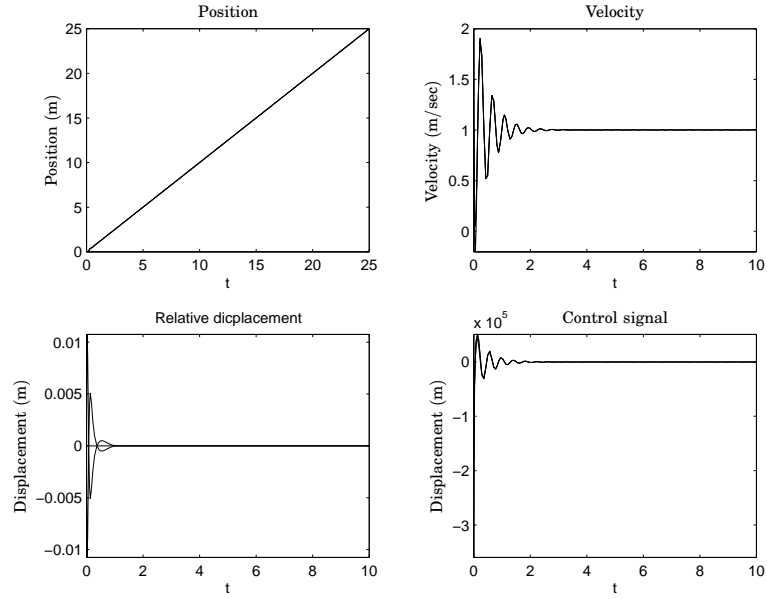 Position
Position (m)
25
20
15
10
5
0
0 5 10 15 20 25
t
Velocity
Velocity (m/sec)
2
1.5
1
0.5
0
0 2 4 6 8 10
t
Relative dicplacement
Displacement (m)
0.01
0.005
0
−0.005
−0.01
0 2 4 6 8 10
t
Control signal
x 10⁵
Displacement (m)
0
−1
−2
−3
0 2 4 6 8 10
t